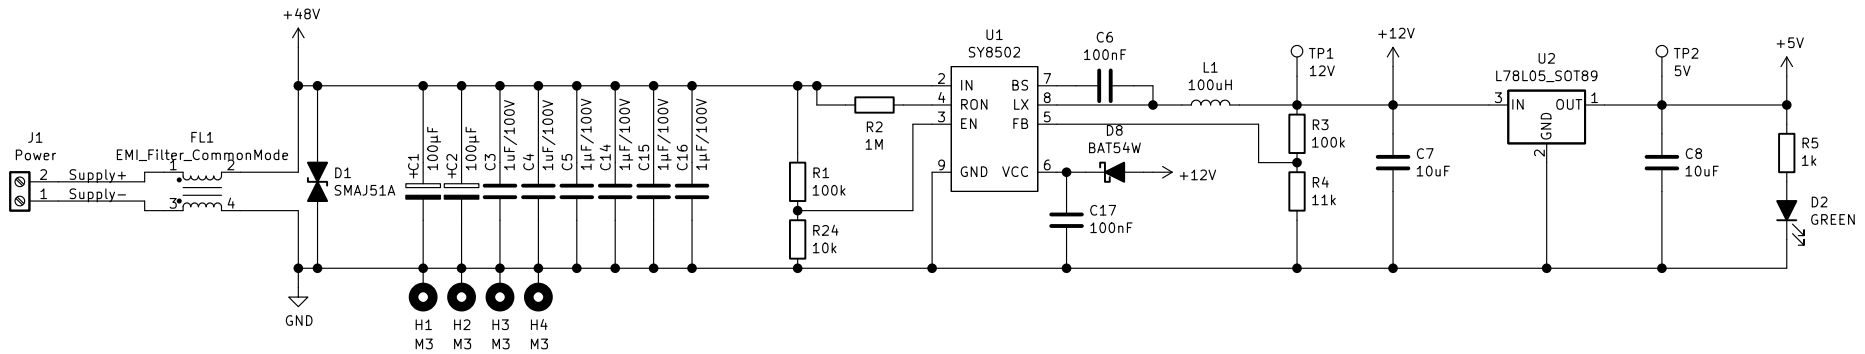 J1
Power
2
1
Supply+
Supply-
FL1
EMI_Filter_CommonMode
1
2
3
4
+48V
GND
D1
SMAJ51A
+
C1
100µF
+
C2
100µF
C3
1uF/100V
C4
1uF/100V
C5
1µF/100V
C14
1µF/100V
C15
1µF/100V
C16
1µF/100V
H1
M3
H2
M3
H3
M3
H4
M3
R1
100k
R24
10k
R2
1M
U1
SY8502
2
4
3
9
IN
RON
EN
GND
BS
LX
FB
VCC
7
8
5
6
C6
100nF
L1
100uH
D8
BAT54W
+12V
C17
100nF
TP1
12V
R3
100k
R4
11k
+12V
C7
10uF
U2
L78L05_SOT89
3
IN
OUT
1
GND
2
TP2
5V
C8
10uF
+5V
R5
1k
D2
GREEN